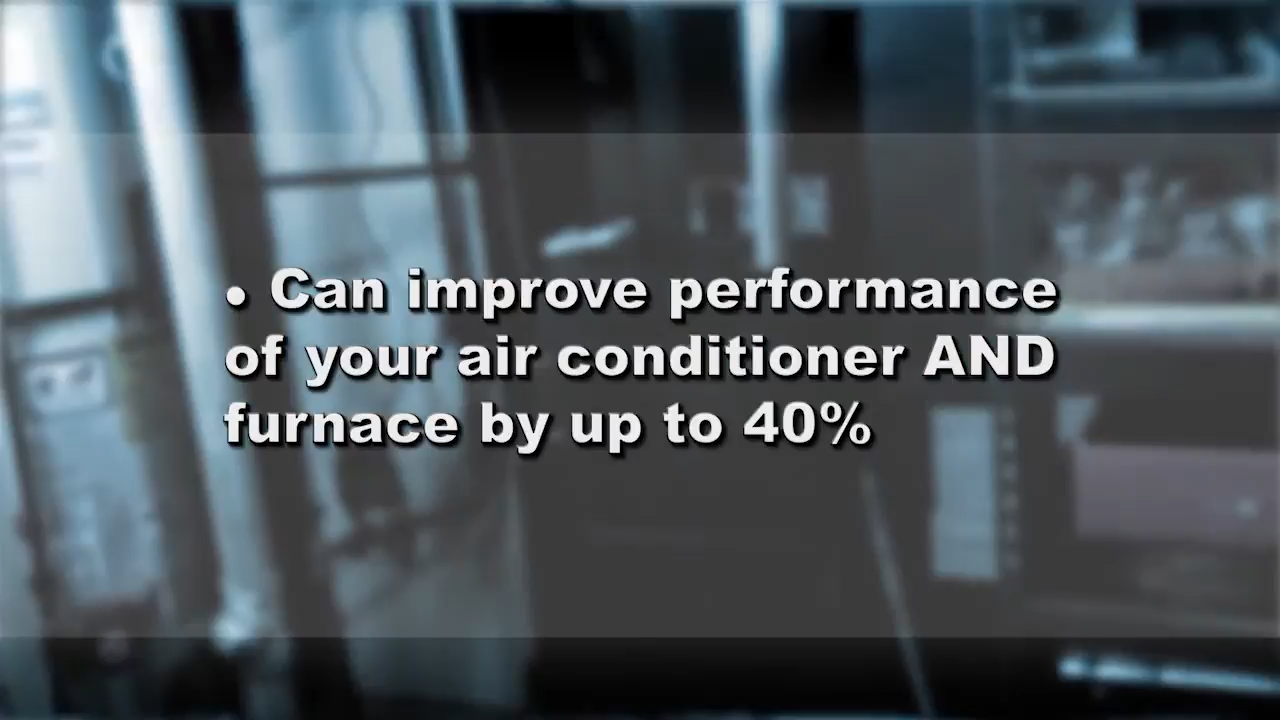 • Can improve performance
of your air conditioner AND
furnace by up to 40%